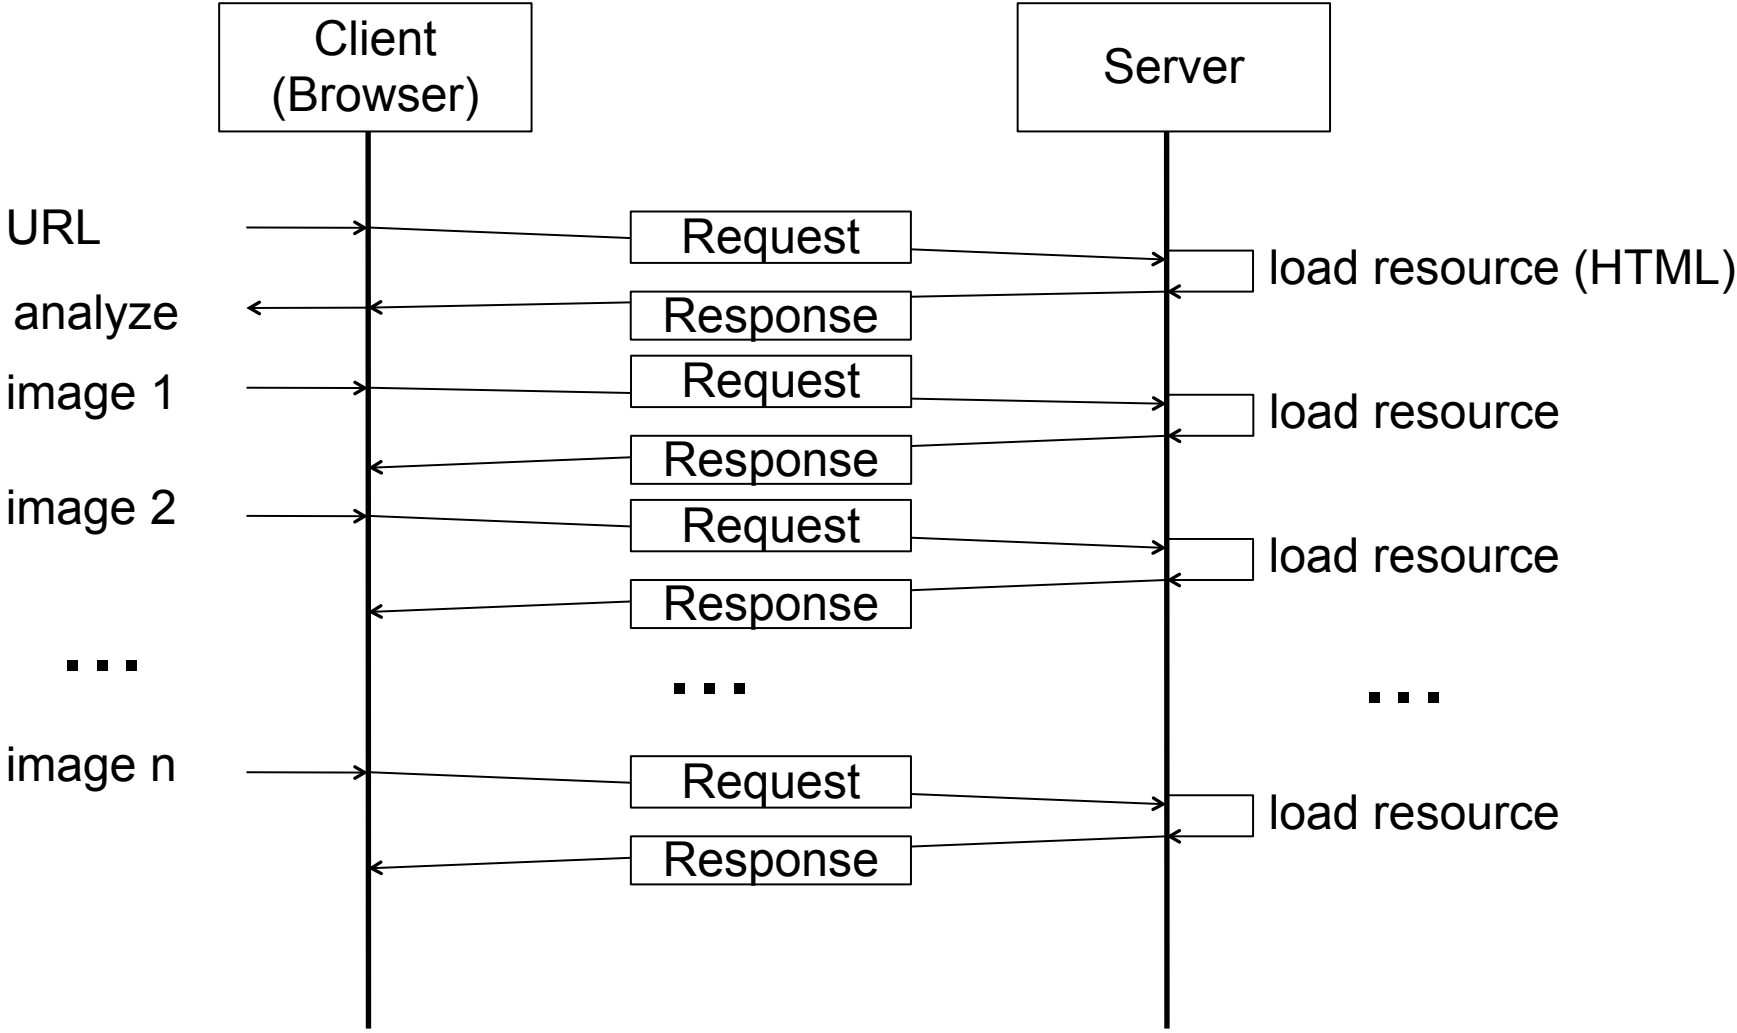 Client
(Browser)
Server
URL
Request
load resource (HTML)
analyze
Response
image 1
Request
load resource
Response
image 2
Request
load resource
Response
...
...
...
image n
Request
load resource
Response